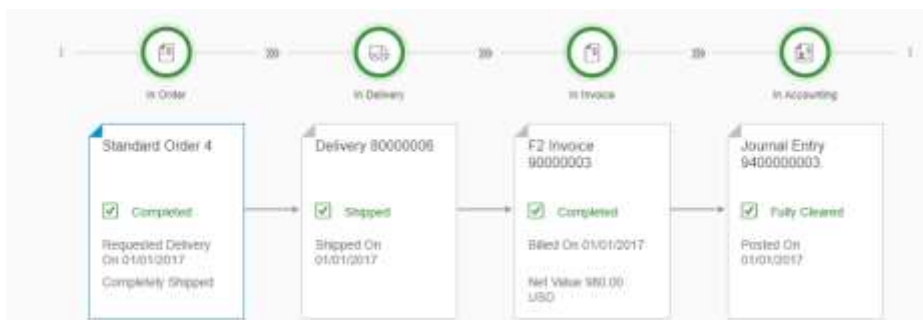 In Order
In Delivery
In Invoice
In Accounting
Standard Order 4
Completed
Requested Delivery
On 01/01/2017
Completely Shipped
Delivery 80000006
Shipped
Shipped On
01/01/2017
F2 Invoice
90000003
Completed
Billed On 01/01/2017
Net Value 980.00
USD
Journal Entry
9400000003
Fully Cleared
Posted On
01/01/2017